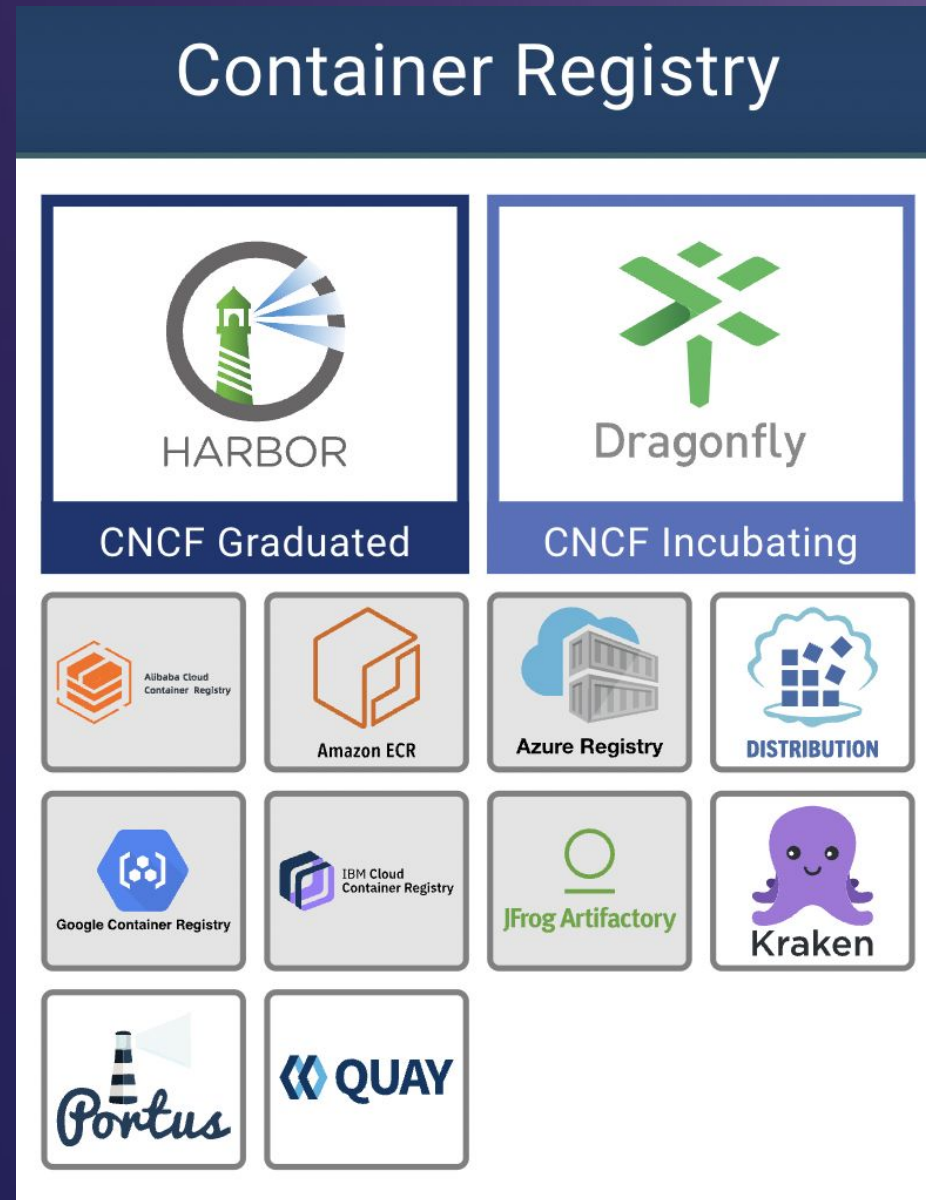 Container Registry
HARBOR
Dragonfly
CNCF Graduated
CNCF Incubating
Alibaba Cloud
Container Registry
Amazon ECR
Azure Registry
DISTRIBUTION
Google Container Registry
IBM Cloud
Container Registry
JFrog Artifactory
Kraken
Portus
QUAY